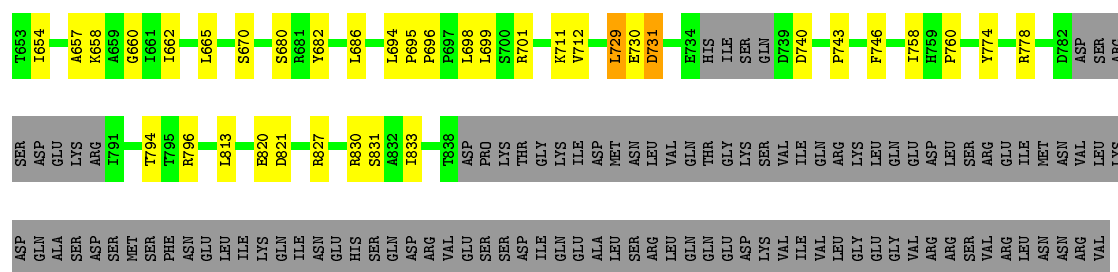 T653 I654 A657 K658 A659 G660 I661 I662 L665 S670 S680 R681 Y682 L686 L694 P695 P696 P697 L698 L699 S700 R701 K711 V712 L729 E730 D731 E734 HIS ILE SER GLN D739 D740 P743 F746 I758 H759 P760 Y774 R778 D782 ASP SER ARG
SER ASP GLU LYS ARG I791 T794 T795 R796 L813 E820 D821 R827 R830 S831 A832 I833 T838 ASP PRO LYS THR GLY LYS ILE ASP MET ASN LEU VAL GLN THR GLY LYS SER VAL ILE GLN ARG LYS LEU GLN GLU ASP LEU SER ARG GLU ILE MET ASN VAL LEU LYS
ASP GLN ALA SER ASP SER MET SER PHE ASN GLU LEU ILE LYS GLN ILE ASN GLU HIS SER GLN ASP ARG VAL GLU SER SER ASP ILE GLN GLU ALA LEU SER ARG LEU GLN GLN GLU ASP LYS VAL ILE VAL LEU GLY GLU GLY VAL ARG ARG SER VAL ARG LEU ASN ASN ARG VAL